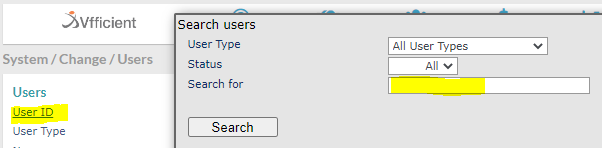 Vfficient
System / Change / Users
Users
User ID
User Type
Search users
User Type
All User Types
Status
All
Search for
Search